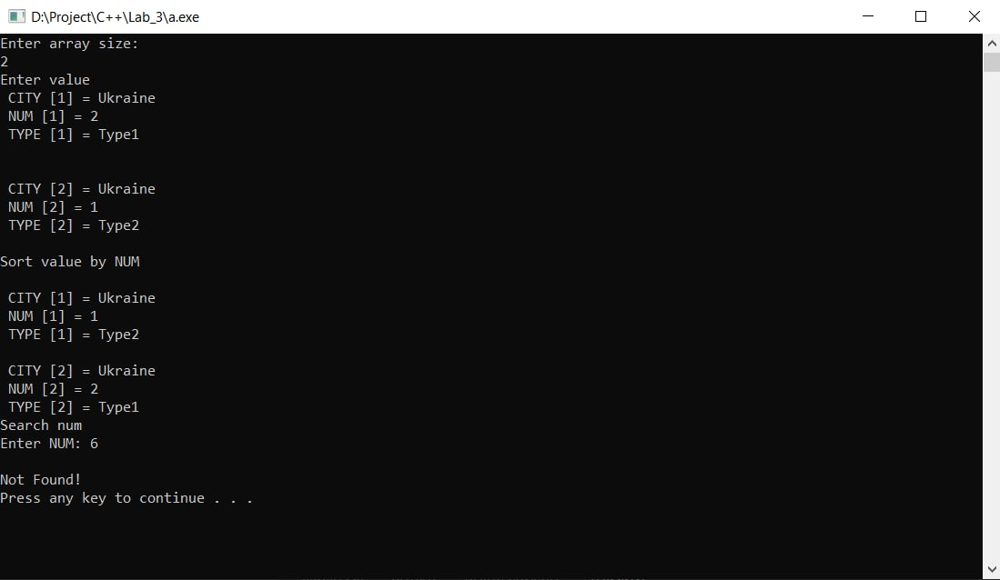 D:\Project\C++\Lab_3\a.exe
Enter array size:
2
Enter value
CITY [1] = Ukraine
NUM [1] = 2
TYPE [1] = Type1
CITY [2] = Ukraine
NUM [2] = 1
TYPE [2] = Type2
Sort value by NUM
CITY [1] = Ukraine
NUM [1] = 1
TYPE [1] = Type2
CITY [2] = Ukraine
NUM [2] = 2
TYPE [2] = Type1
Search num
Enter NUM: 6
Not Found!
Press any key to continue . . .